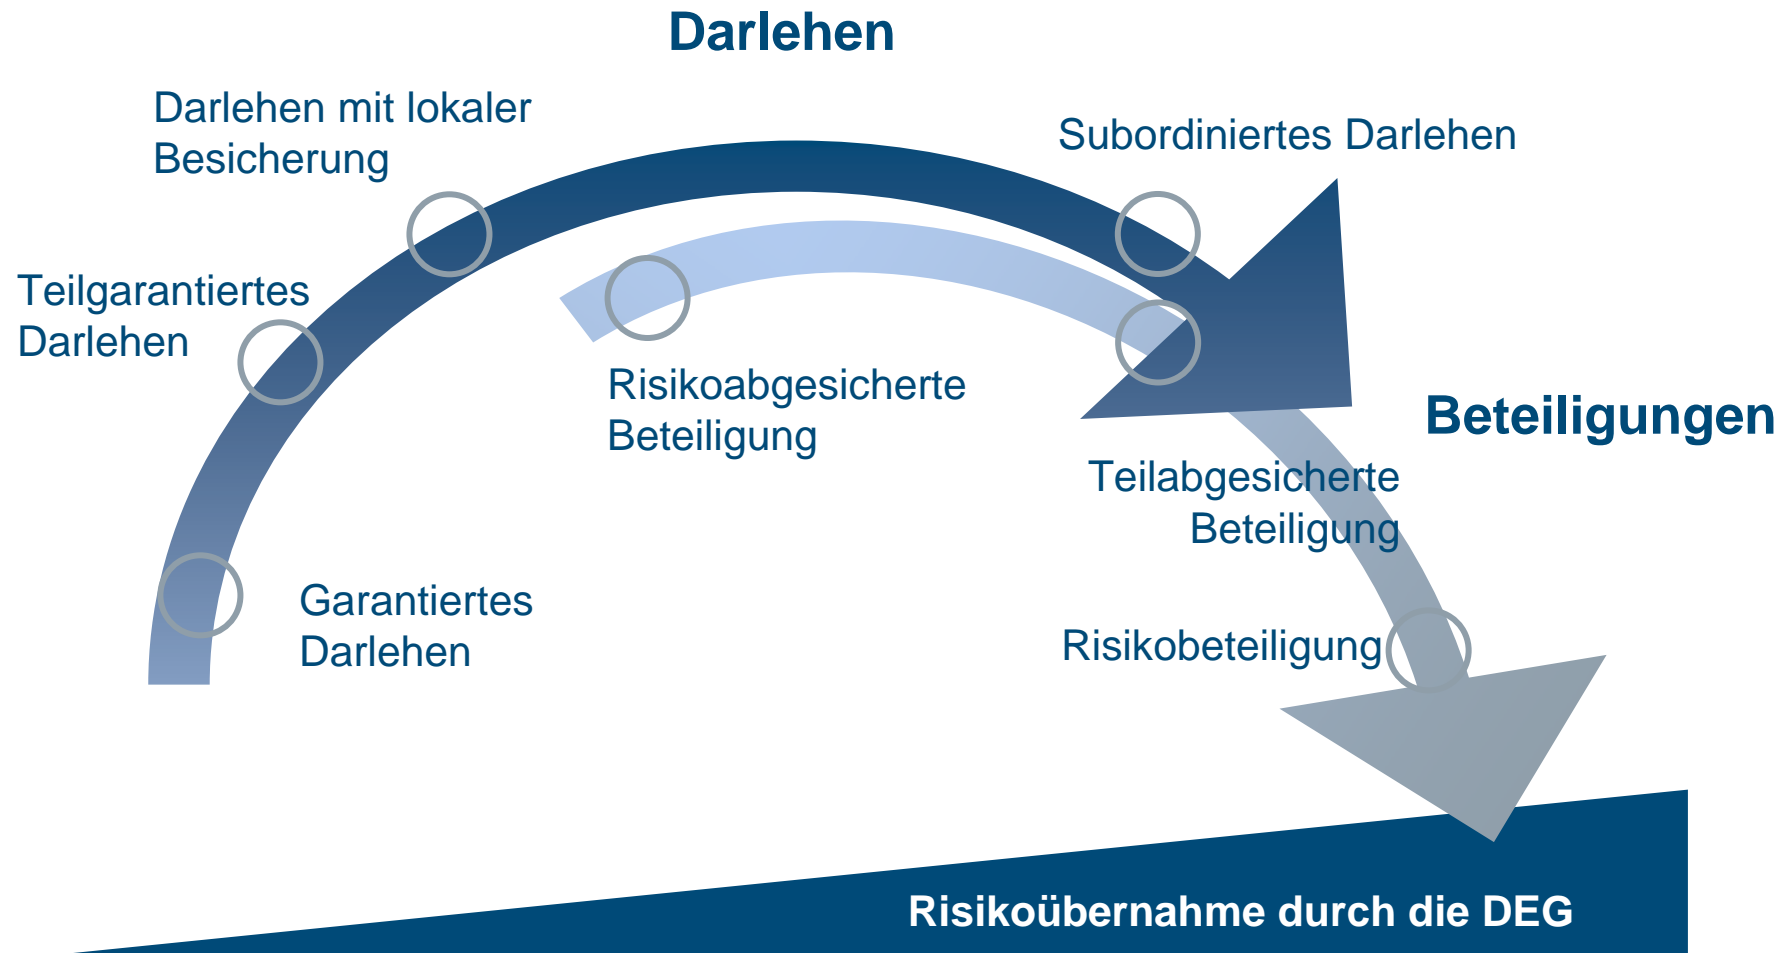 Darlehen
Darlehen mit lokaler
Besicherung
Subordiniertes Darlehen
Teilgarantiertes
Darlehen
Risikoabgesicherte
Beteiligung
Beteiligungen
Teilabgesicherte
Beteiligung
Garantiertes
Darlehen
Risikobeteiligung
Risikoübernahme durch die DEG